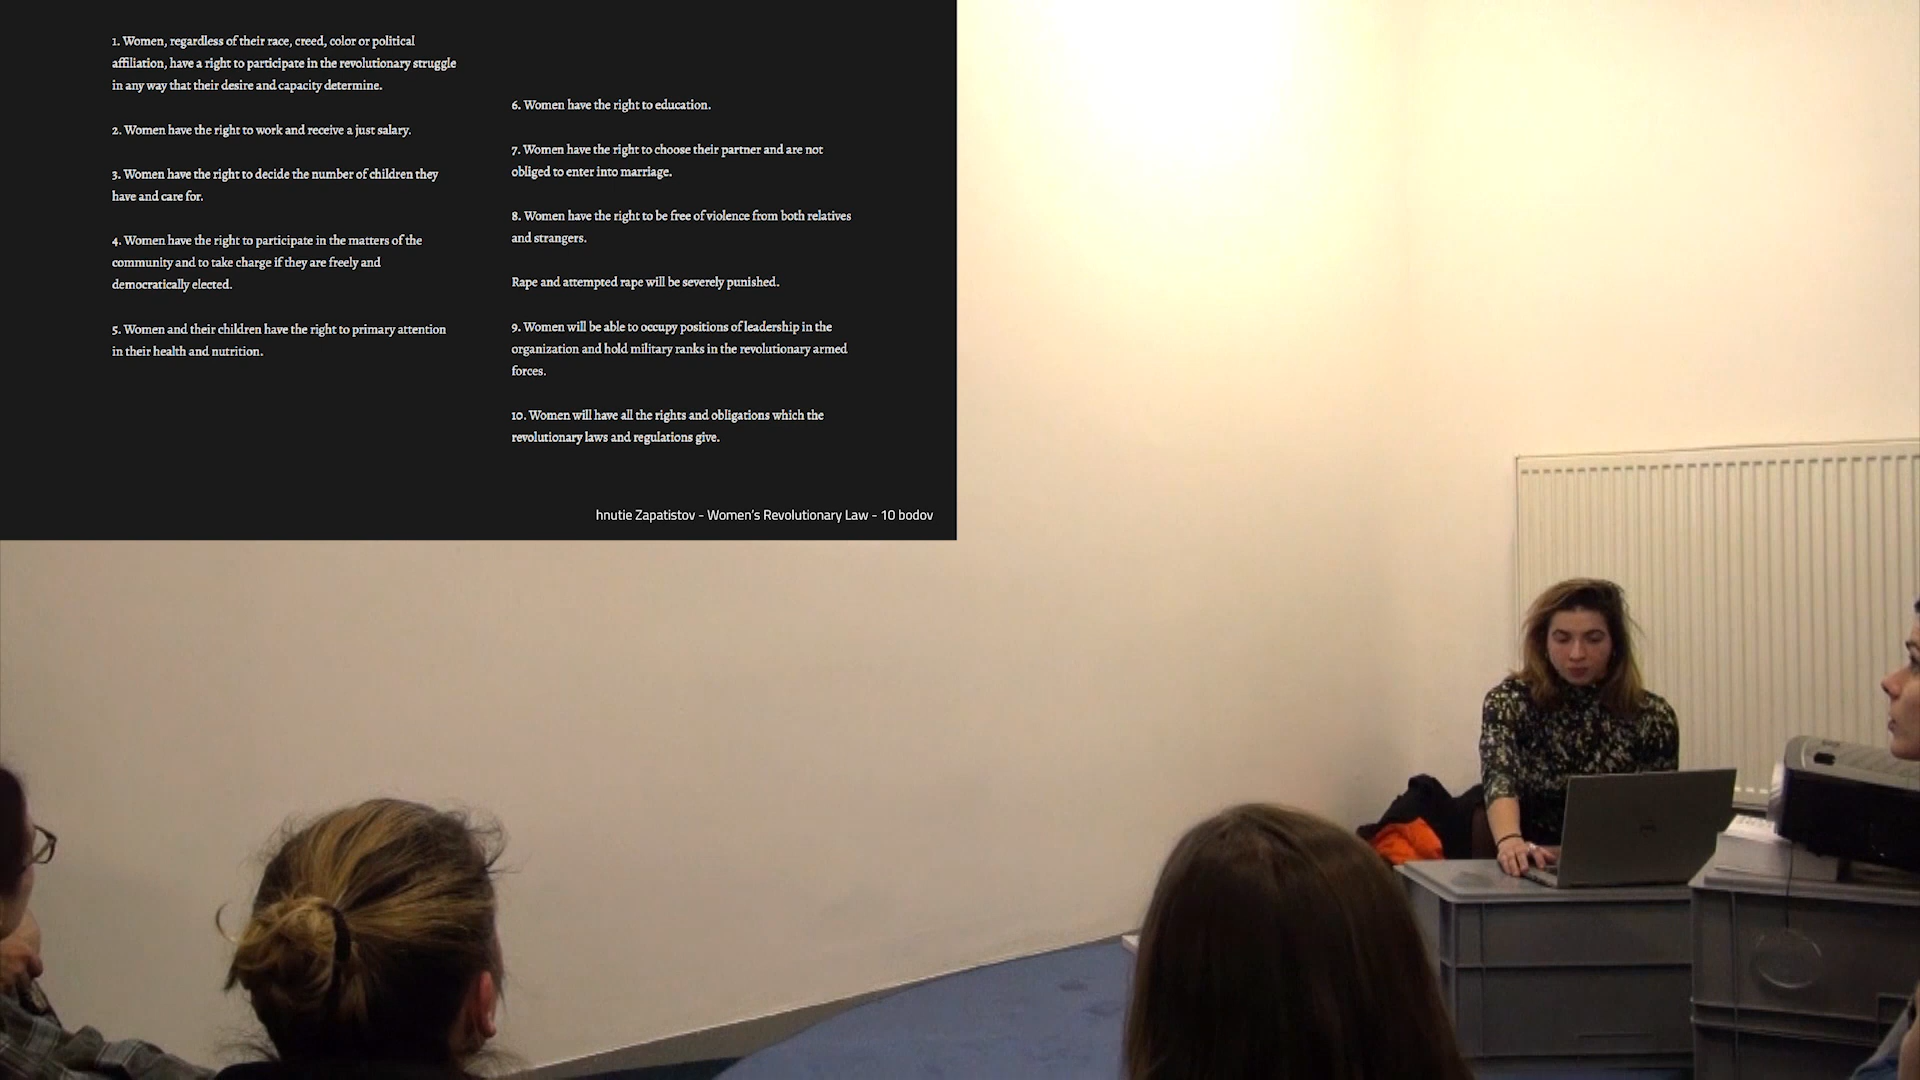 1. Women, regardless of their race, creed, color or political
affiliation, have a right to participate in the revolutionary struggle
in any way that their desire and capacity determine.
2. Women have the right to work and receive a just salary.
3. Women have the right to decide the number of children they
have and care for.
4. Women have the right to participate in the matters of the
community and to take charge if they are freely and
democratically elected.
5. Women and their children have the right to primary attention
in their health and nutrition.
6. Women have the right to education.
7. Women have the right to choose their partner and are not
obliged to enter into marriage.
8. Women have the right to be free of violence from both relatives
and strangers.
Rape and attempted rape will be severely punished.
9. Women will be able to occupy positions of leadership in the
organization and hold military ranks in the revolutionary armed
forces.
10. Women will have all the rights and obligations which the
revolutionary laws and regulations give.
hnutie Zapatistov - Women's Revolutionary Law - 10 bodov